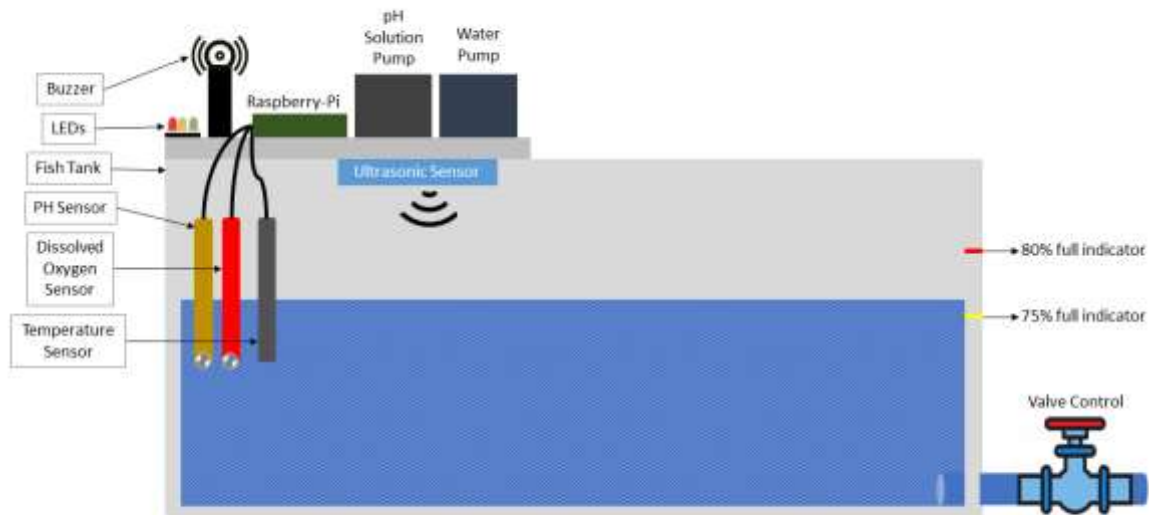 pH
Solution
Pump
Water
Pump
Buzzer
Raspberry-Pi
LEDs
Fish Tank
Ultrasonic Sensor
PH Sensor
Dissolved
Oxygen
Sensor
80% full indicator
75% full indicator
Temperature
Sensor
Valve Control